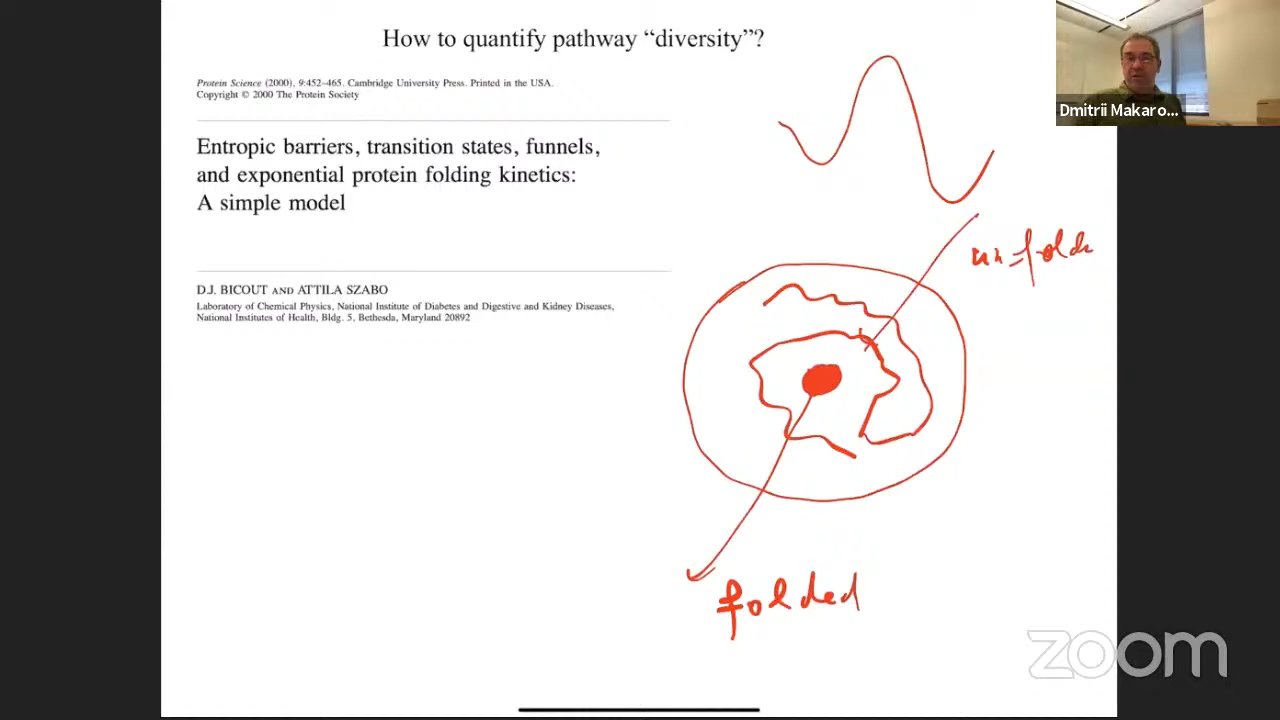 How to quantify pathway “diversity”?
Protein Science (2000), 9:452–465. Cambridge University Press. Printed in the USA.
Copyright © 2000 The Protein Society
Entropic barriers, transition states, funnels,
and exponential protein folding kinetics:
A simple model
D.J. BICOUT AND ATTILA SZABO
Laboratory of Chemical Physics, National Institute of Diabetes and Digestive and Kidney Diseases,
National Institutes of Health, Bldg. 5, Bethesda, Maryland 20892
Dmitrii Makaro...
folded
zoom